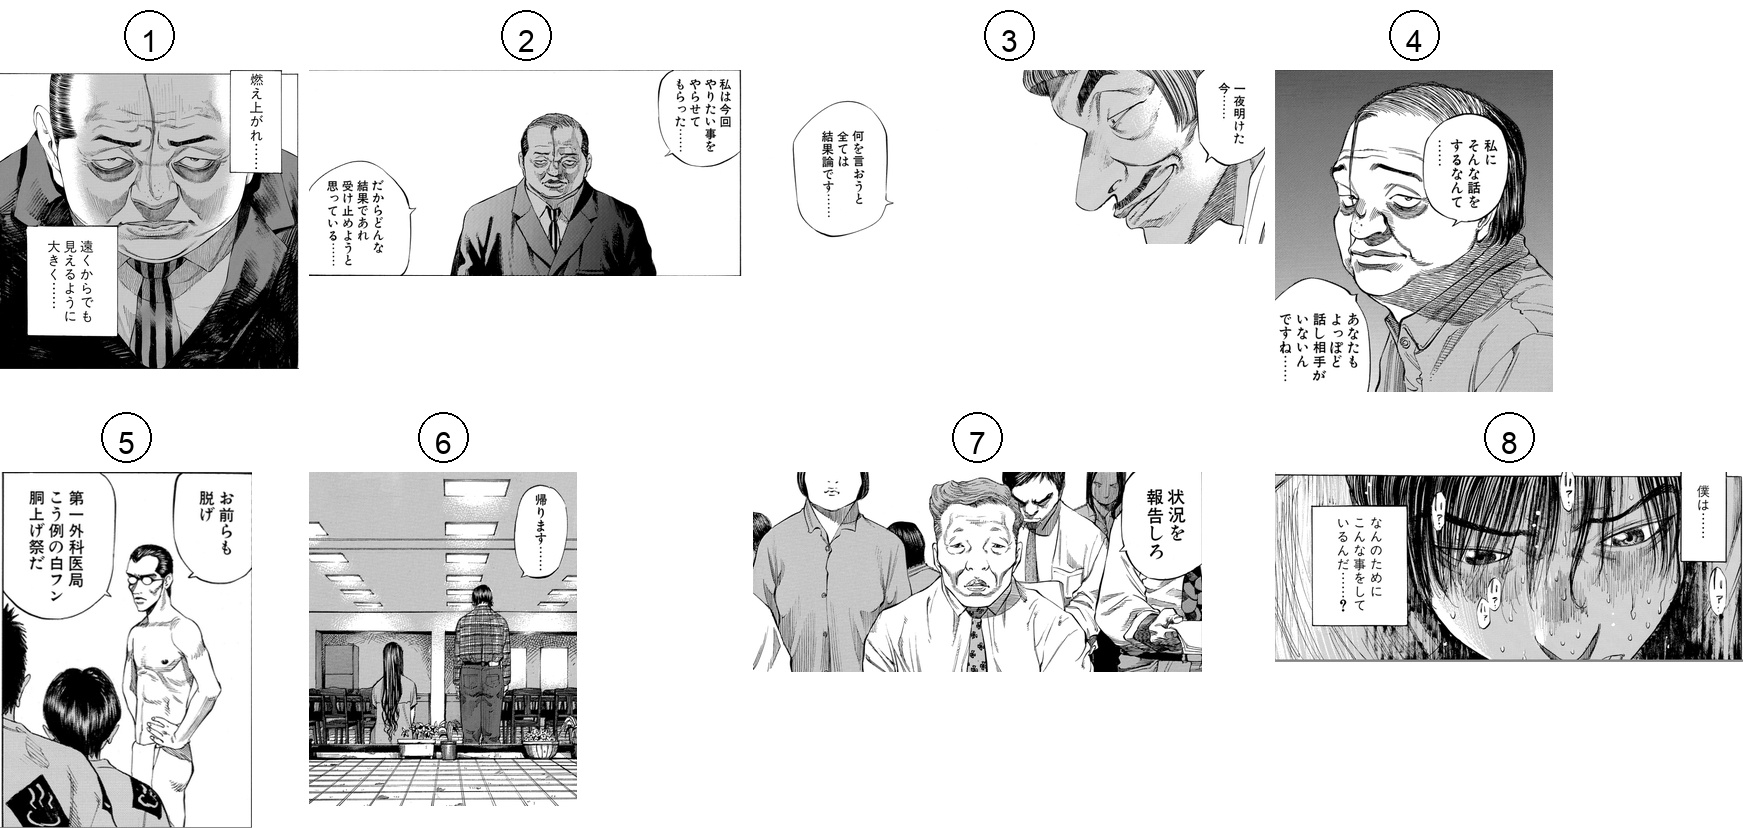 1
燃え上がれ……
遠くからでも
見えるように
大きく……
2
私は今回
やりたい事を
やらせて
もらった……
だからどんな
結果であれ
受け止めようと
思っている……
3
一夜明けた
今……
何を言おうと
全ては
結果論です……
4
私に
そんな話を
するなんて
……
あなたも
よっぽど
話し相手が
いないん
ですね……
5
お前らも
脱げ
第一外科医局
こう例の白フン
胴上げ祭だ
6
帰ります……
7
状況を
報告しろ
8
僕は……
なんのために
こんな事をして
いるんだ……?